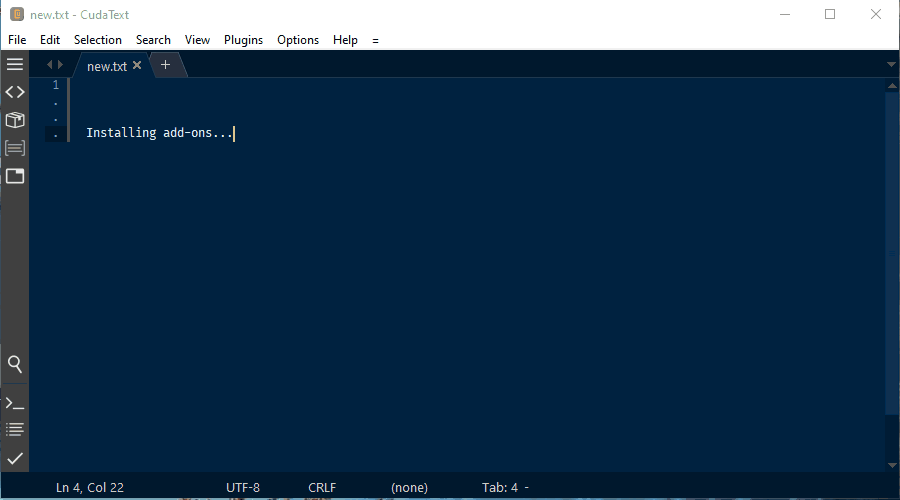 new.txt - CudaText
File Edit Selection Search View Plugins Options Help =
new.txt
1
Installing add-ons...
Ln 4, Col 22 UTF-8 CRLF (none) Tab: 4 -